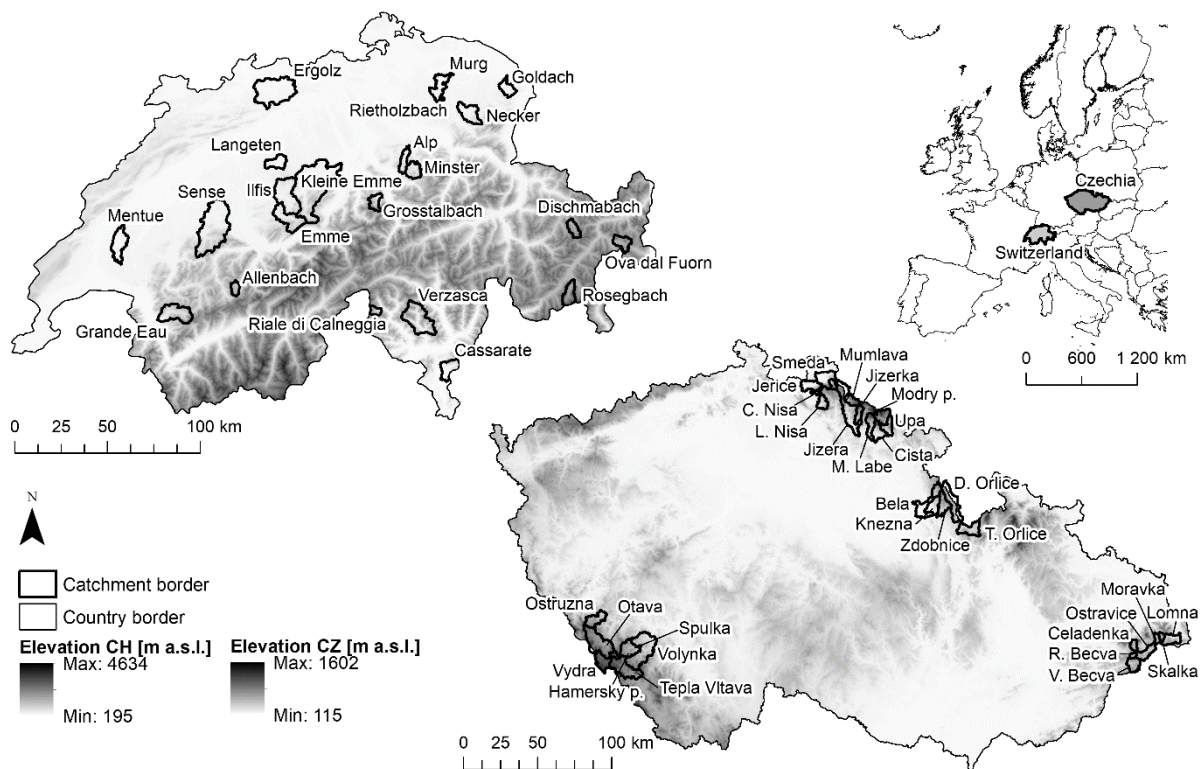 Ergolz
Murg
Goldach
Rietholzbach
Necker
Langeten
Alp
Minster
Sense
Ilfis
Kleine Emme
Mentue
Grosstalbach
Dischmabach
Emme
Ova dal Fuorn
Allenbach
Verzasca
Rosegbach
Grande Eau
Riale di Calneggia
Cassarate
0 25 50 100 km
Czechia
Switzerland
0 600 1 200 km
Smeda
Mumlava
Jerice
Jizerka
Modry p.
C. Nisa
Upa
L. Nisa
Jizera
Cista
M. Labe
D. Orlice
Bela
Knezna
T. Orlice
Zdobnice
Ostruzna
Otava
Spulka
Volynka
Vydra
Hamersky p.
Tepla Vltava
Moravka
Ostravice
Lomna
Celadenka
R. Becva
V. Becva
Skalka
0 25 50 100 km
N
Catchment border
Country border
Elevation CH [m a.s.l.]
Max: 4634
Min: 195
Elevation CZ [m a.s.l.]
Max: 1602
Min: 115